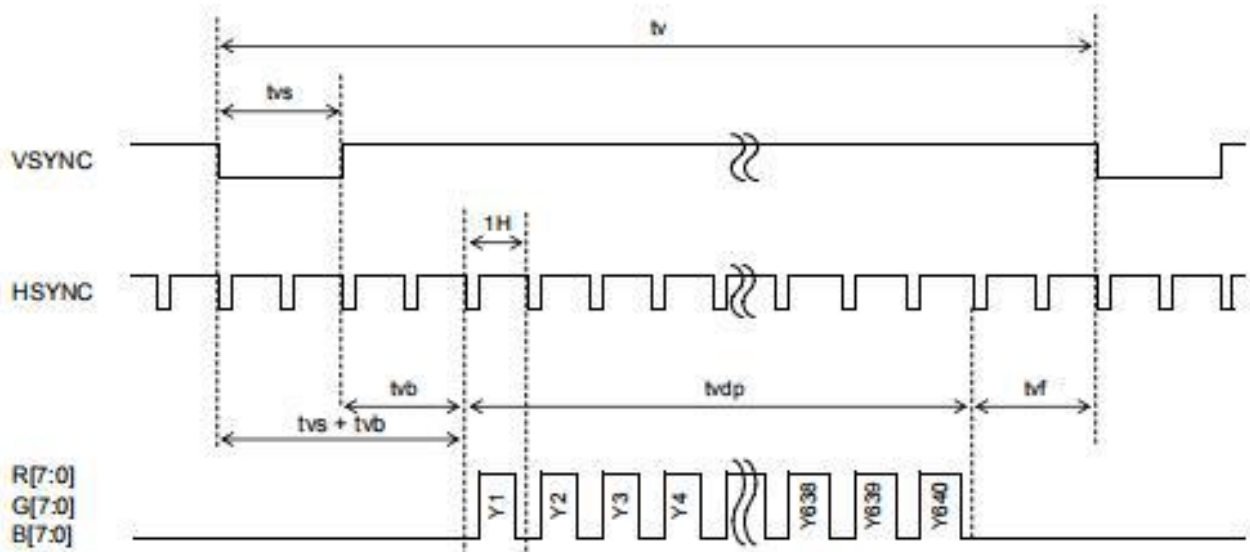 tv
tvs
VSYNC
1H
HSYNC
tvb
tvdp
tvf
tvs + tvb
R[7:0]
G[7:0]
B[7:0]
Y1
Y2
Y3
Y4
Y638
Y639
Y640